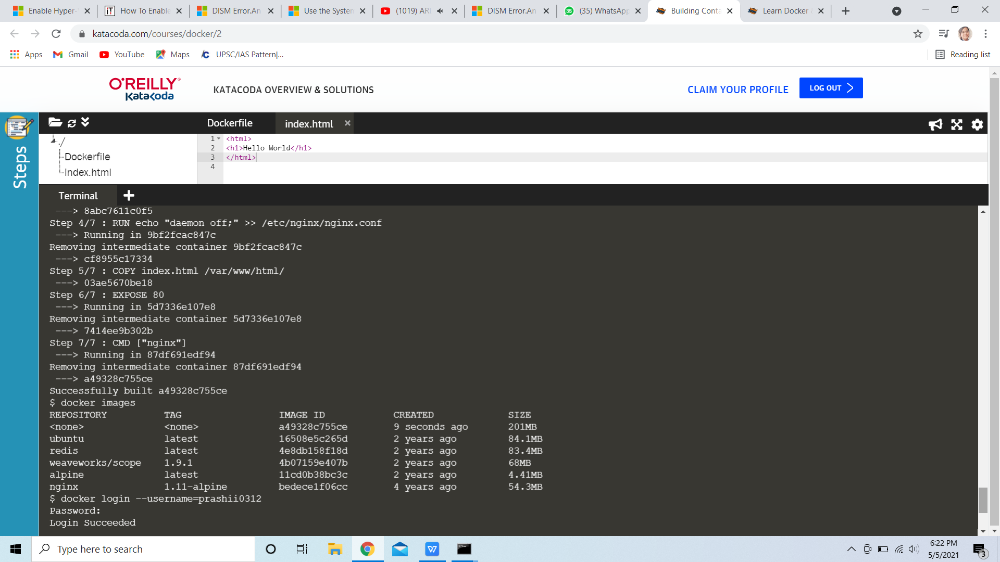 Enable Hyper- How To Enable DISM Error.An Use the System (1019) ARI DISM Error.An (35) WhatsApp Building Conta Learn Docker
katacoda.com/courses/docker/2
Apps Gmail YouTube Maps UPSC/IAS Pattern|... Reading list
O'REILLY®
Katacoda
KATACODA OVERVIEW & SOLUTIONS
CLAIM YOUR PROFILE
LOG OUT
Steps
Dockerfile index.html
./
Dockerfile
index.html
1 <html>
2 <h1>Hello World</h1>
3 </html>
4
Terminal
---> 8abc7611c0f5
Step 4/7 : RUN echo "daemon off;" >> /etc/nginx/nginx.conf
---> Running in 9bf2fcac847c
Removing intermediate container 9bf2fcac847c
---> cf8955c17334
Step 5/7 : COPY index.html /var/www/html/
---> 03ae5670be18
Step 6/7 : EXPOSE 80
---> Running in 5d7336e107e8
Removing intermediate container 5d7336e107e8
---> 7414ee9b302b
Step 7/7 : CMD ["nginx"]
---> Running in 87df691edf94
Removing intermediate container 87df691edf94
---> a49328c755ce
Successfully built a49328c755ce
$ docker images
REPOSITORY TAG IMAGE ID CREATED SIZE
<none> <none> a49328c755ce 9 seconds ago 201MB
ubuntu latest 16508e5c265d 2 years ago 84.1MB
redis latest 4e8db158f18d 2 years ago 83.4MB
weaveworks/scope 1.9.1 4b07159e407b 2 years ago 68MB
alpine latest 11cd0b38bc3c 2 years ago 4.41MB
nginx 1.11-alpine bedece1f06cc 4 years ago 54.3MB
$ docker login --username=prashii0312
Password:
Login Succeeded
Type here to search
6:22 PM
5/5/2021
3